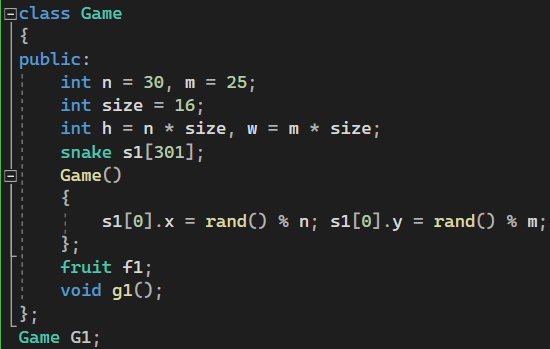 class Game
{
public:
    int n = 30, m = 25;
    int size = 16;
    int h = n * size, w = m * size;
    snake s1[301];
    Game()
    {
        s1[0].x = rand() % n; s1[0].y = rand() % m;
    };
    fruit f1;
    void g1();
};
Game G1;